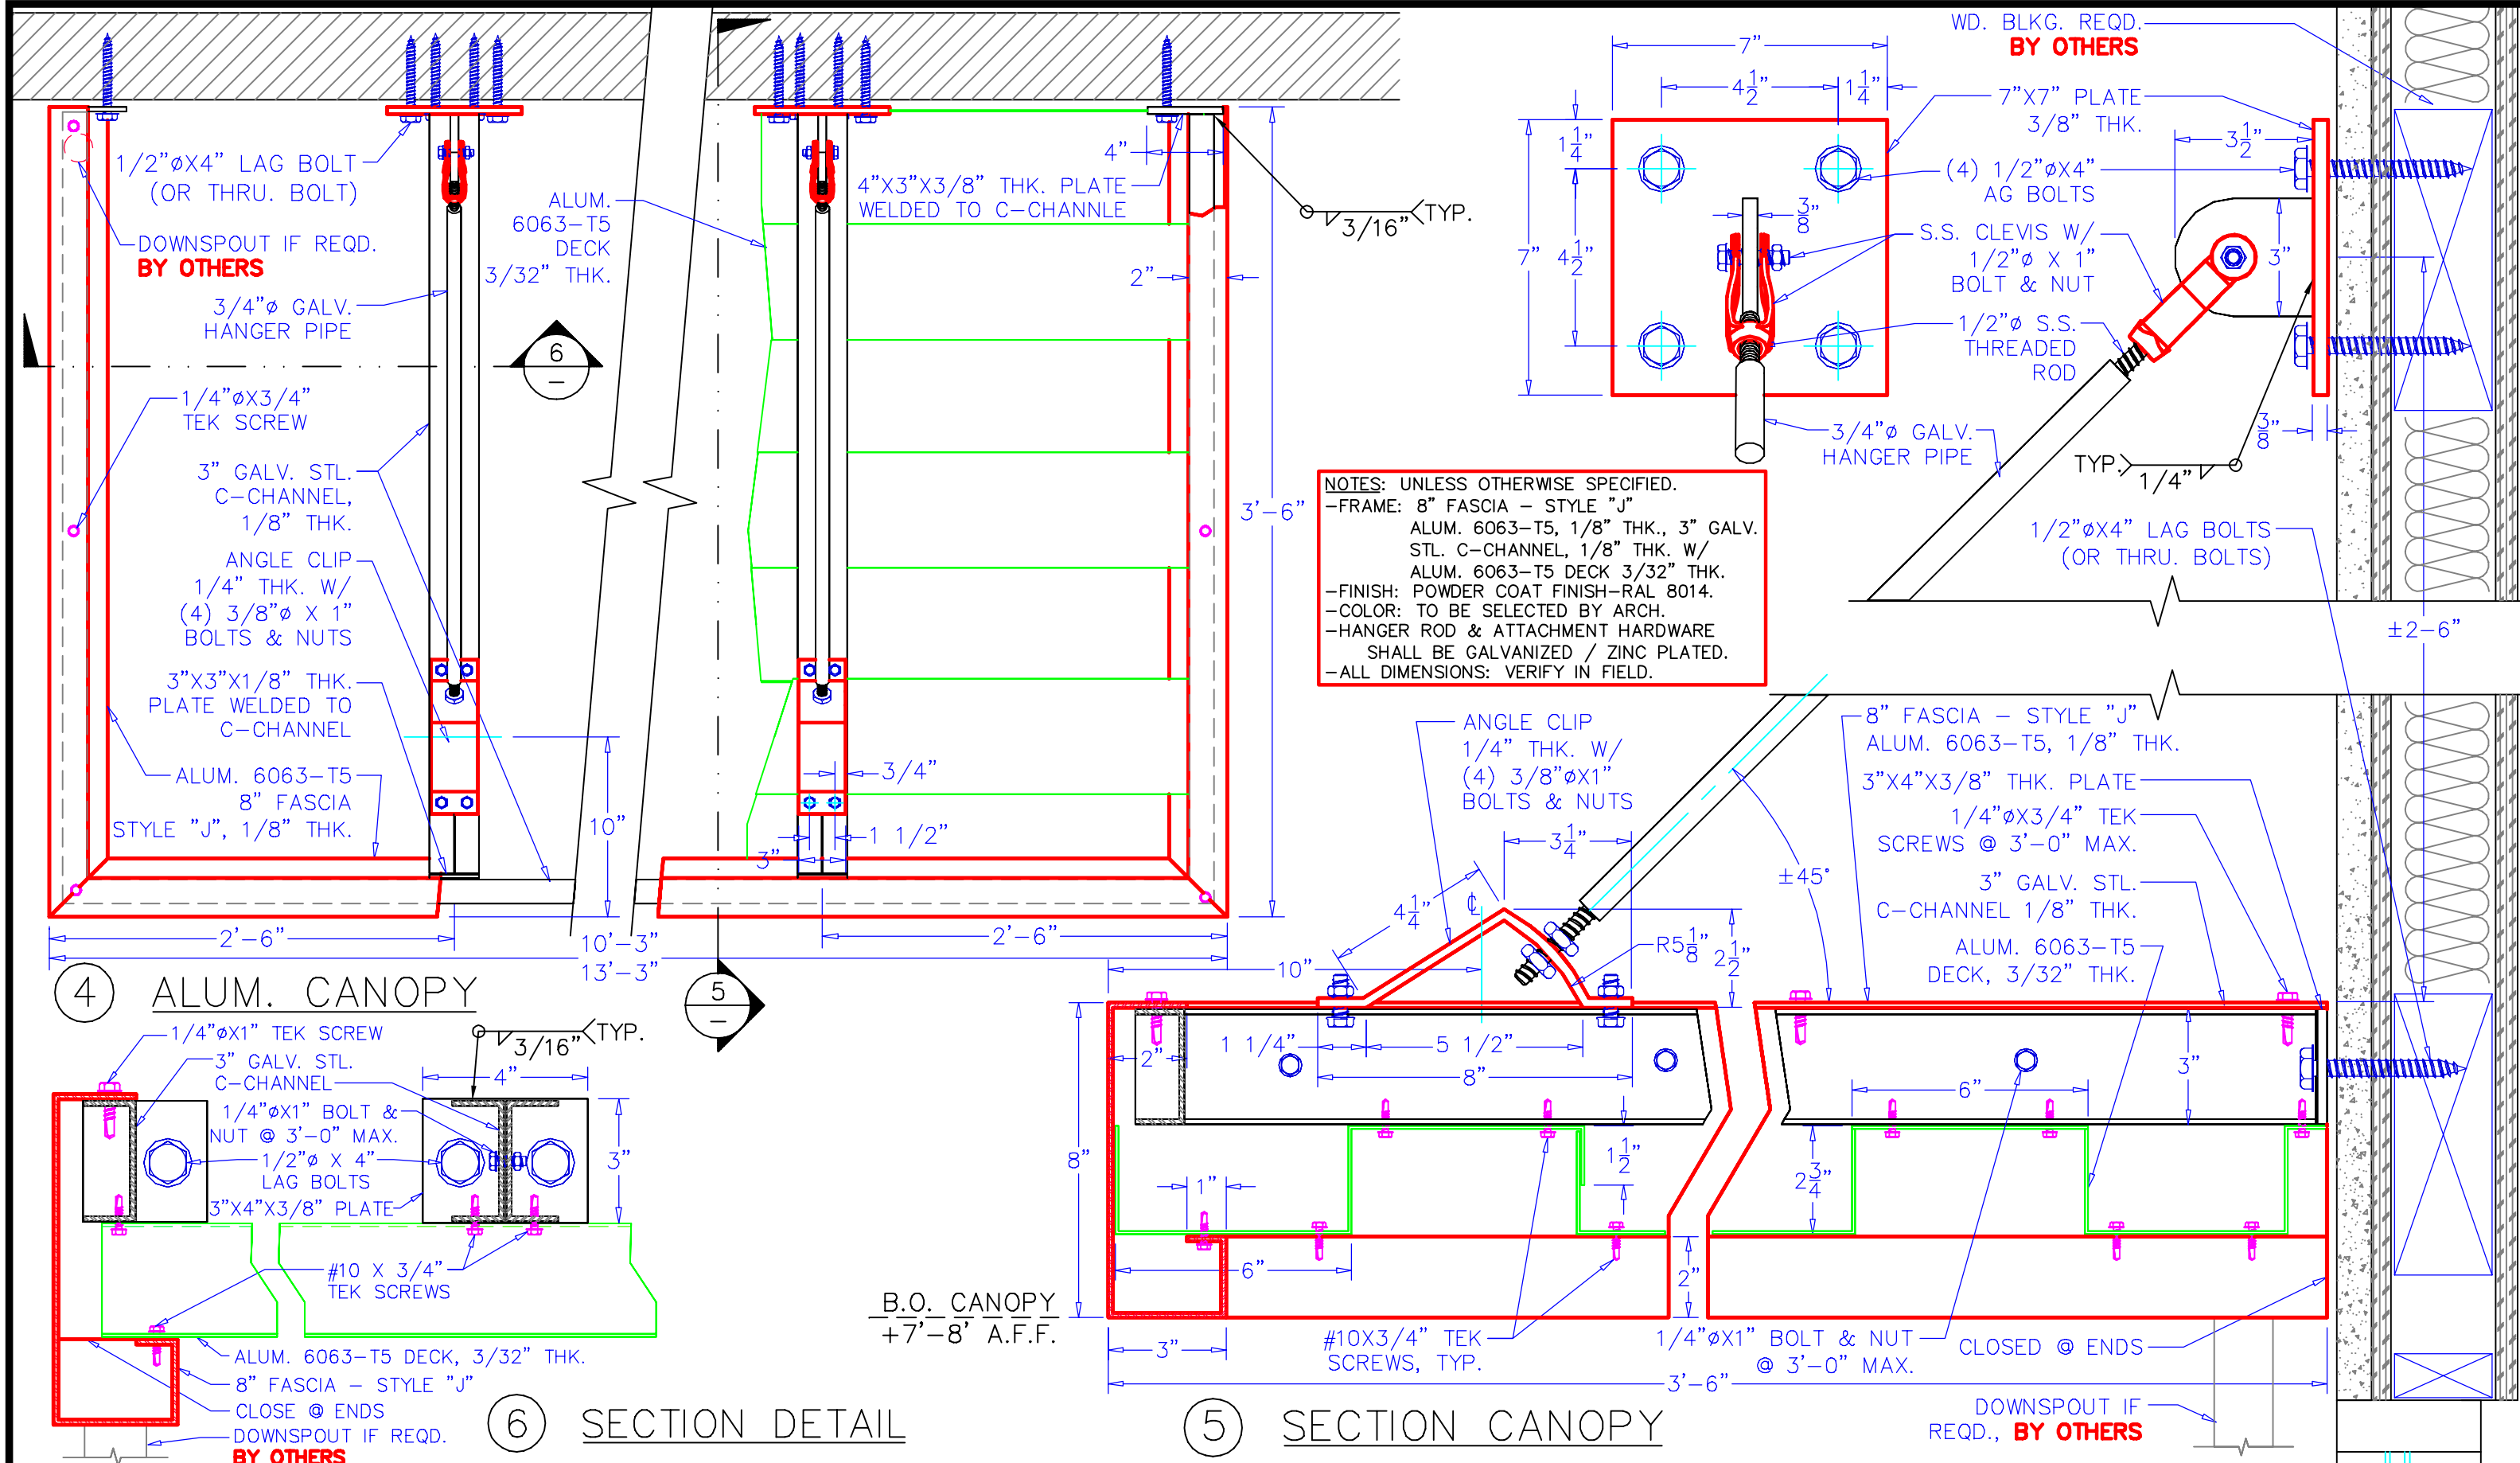 1/2"øX4" LAG BOLT
(OR THRU. BOLT)
DOWNSPOUT IF REQD.
BY OTHERS
3/4"ø GALV.
HANGER PIPE
ALUM.
6063-T5
DECK
3/32" THK.
6
-
1/4"øX3/4"
TEK SCREW
3" GALV. STL.
C-CHANNEL,
1/8" THK.
ANGLE CLIP
1/4" THK. W/
(4) 3/8"ø X 1"
BOLTS & NUTS
3"X3"X1/8" THK.
PLATE WELDED TO
C-CHANNEL
ALUM. 6063-T5
8" FASCIA
STYLE "J", 1/8" THK.
4"X3"X3/8" THK. PLATE
WELDED TO C-CHANNLE
4"
2"
3/16"
TYP.
3'-6"
3/4"
1 1/2"
3"
10"
2'-6"
2'-6"
10'-3"
13'-3"
4
ALUM. CANOPY
5
-
7"
4 1/2"
1 1/4"
1 1/4"
7"
4 1/2"
3/8"
WD. BLKG. REQD.
BY OTHERS
7"X7" PLATE
3/8" THK.
(4) 1/2"øX4"
AG BOLTS
S.S. CLEVIS W/
1/2"ø X 1"
BOLT & NUT
1/2"ø S.S.
THREADED
ROD
3/4"ø GALV.
HANGER PIPE
3 1/2"
3"
3/8"
TYP.
1/4"
1/2"øX4" LAG BOLTS
(OR THRU. BOLTS)
±2-6"
NOTES: UNLESS OTHERWISE SPECIFIED.
-FRAME: 8" FASCIA - STYLE "J"
ALUM. 6063-T5, 1/8" THK., 3" GALV.
STL. C-CHANNEL, 1/8" THK. W/
ALUM. 6063-T5 DECK 3/32" THK.
-FINISH: POWDER COAT FINISH-RAL 8014.
-COLOR: TO BE SELECTED BY ARCH.
-HANGER ROD & ATTACHMENT HARDWARE
SHALL BE GALVANIZED / ZINC PLATED.
-ALL DIMENSIONS: VERIFY IN FIELD.
ANGLE CLIP
1/4" THK. W/
(4) 3/8"øX1"
BOLTS & NUTS
8" FASCIA - STYLE "J"
ALUM. 6063-T5, 1/8" THK.
3"X4"X3/8" THK. PLATE
1/4"øX3/4" TEK
SCREWS @ 3'-0" MAX.
3" GALV. STL.
C-CHANNEL 1/8" THK.
ALUM. 6063-T5
DECK, 3/32" THK.
3 1/4"
4 1/4"
℄
±45°
R5 1/8"
2 1/2"
10"
2"
1 1/4"
5 1/2"
8"
8"
6"
3"
1 1/2"
2 3/4"
1"
6"
2"
3"
B.O. CANOPY
+7'-8' A.F.F.
#10X3/4" TEK
SCREWS, TYP.
1/4"øX1" BOLT & NUT
@ 3'-0" MAX.
CLOSED @ ENDS
3'-6"
DOWNSPOUT IF
REQD., BY OTHERS
5
SECTION CANOPY
1/4"øX1" TEK SCREW
3" GALV. STL.
C-CHANNEL
1/4"øX1" BOLT &
NUT @ 3'-0" MAX.
1/2"ø X 4"
LAG BOLTS
3"X4"X3/8" PLATE
3/16"
TYP.
4"
3"
#10 X 3/4"
TEK SCREWS
ALUM. 6063-T5 DECK, 3/32" THK.
8" FASCIA - STYLE "J"
CLOSE @ ENDS
DOWNSPOUT IF REQD.
BY OTHERS
6
SECTION DETAIL